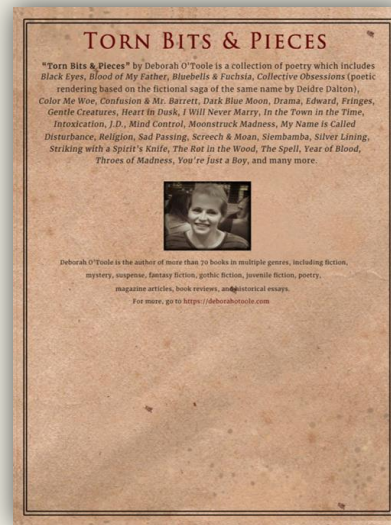 TORN BITS & PIECES
"Torn Bits & Pieces" by Deborah O'Toole is a collection of poetry which includes
Black Eyes, Blood of My Father, Bluebells & Fuchsia, Collective Obsessions (poetic
rendering based on the fictional saga of the same name by Deidre Dalton),
Color Me Woe, Confusion & Mr. Barrett, Dark Blue Moon, Drama, Edward, Fringes,
Gentle Creatures, Heart in Dusk, I Will Never Marry, In the Town in the Time,
Intoxication, J.D., Mind Control, Moonstruck Madness, My Name is Called
Disturbance, Religion, Sad Passing, Screech & Moan, Siembamba, Silver Lining,
Striking with a Spirit's Knife, The Rot in the Wood, The Spell, Year of Blood,
Throes of Madness, You're Just a Boy, and many more.
Deborah O'Toole is the author of more than 70 books in multiple genres, including fiction,
mystery, suspense, fantasy fiction, gothic fiction, juvenile fiction, poetry,
magazine articles, book reviews, and historical essays.
For more, go to https://deborahotoole.com